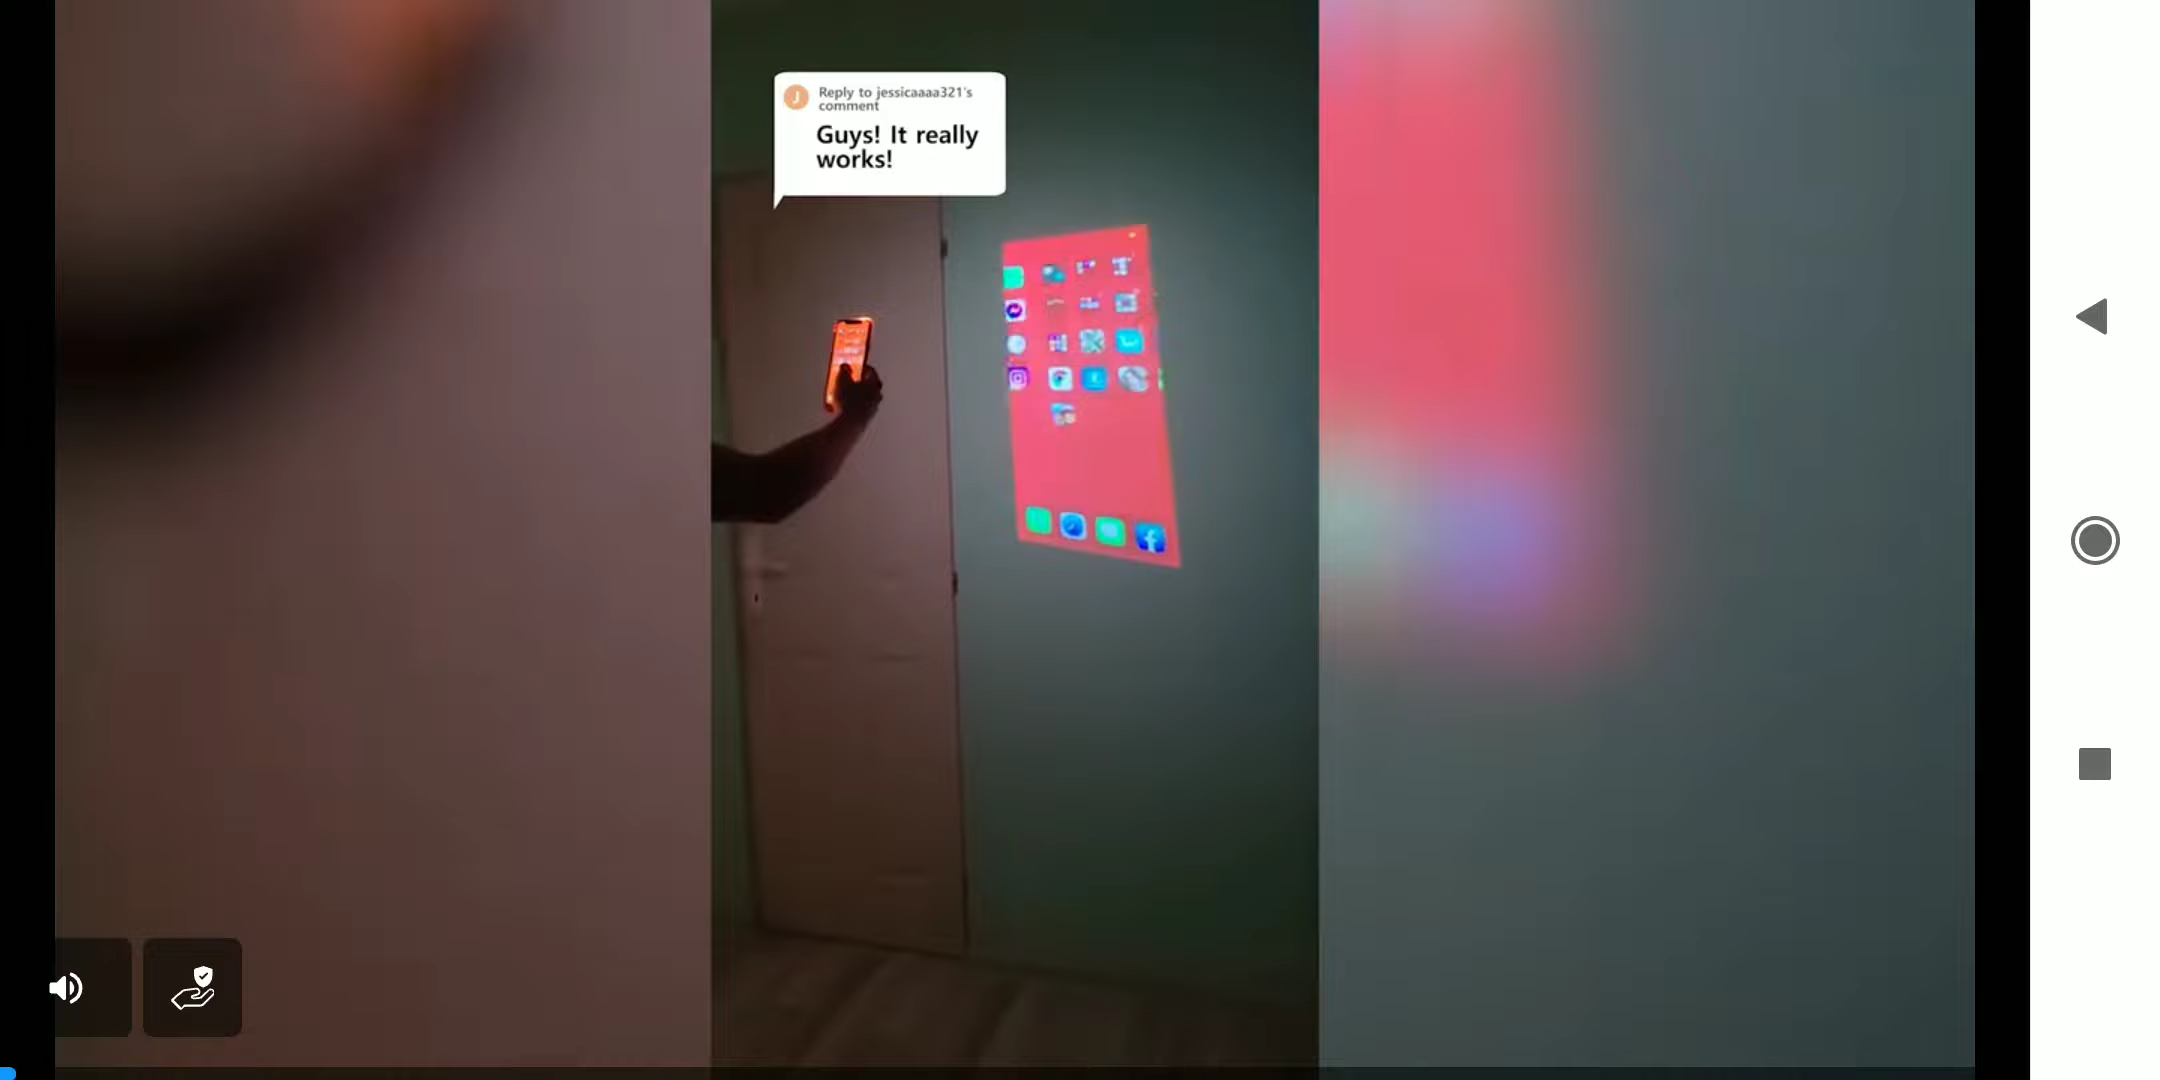 J
Reply to jessicaaaa321's
comment
Guys! It really
works!